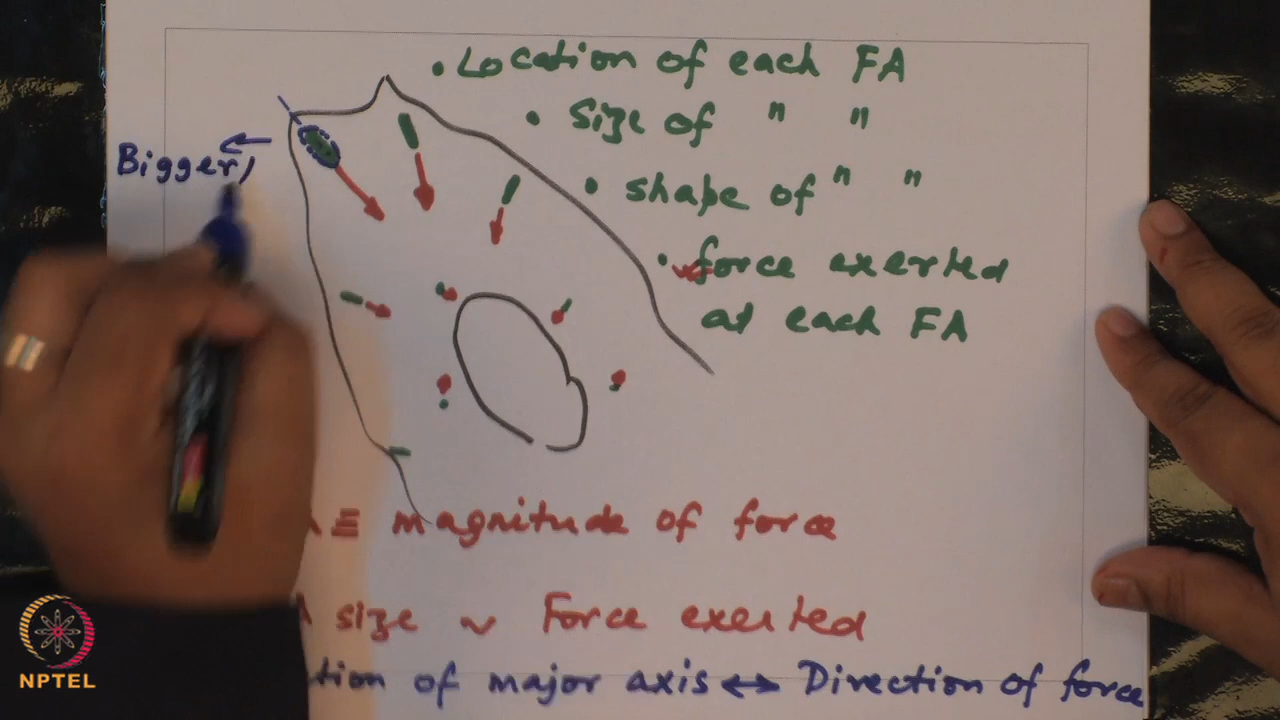 • Location of each FA
• Size of " "
• shape of " "
• force exerted
at each FA
Bigger,
≡ magnitude of force
size ~ Force exerted
of major axis ↔ Direction of force
NPTEL